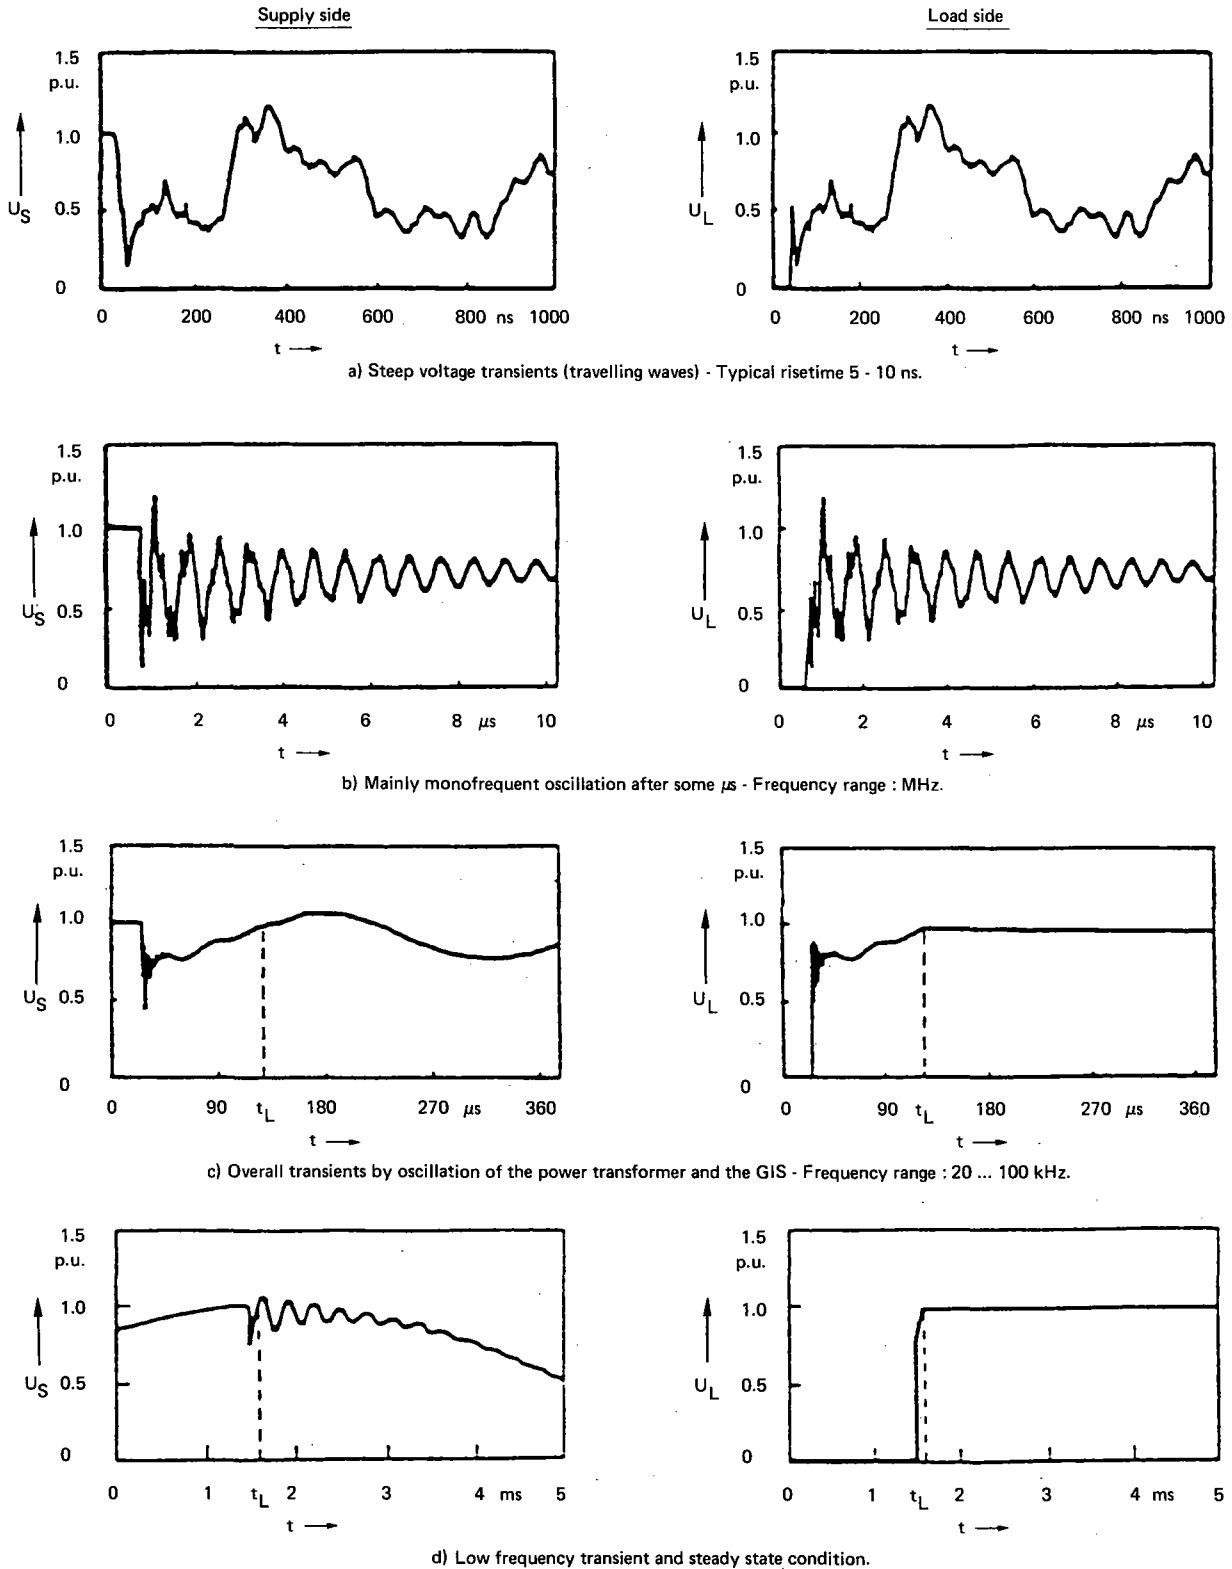 Supply side
Load side
1.5
p.u.
1.0
U_S
0.5
0
0 200 400 600 800 ns 1000
t
1.5
p.u.
1.0
U_L
0.5
0
0 200 400 600 800 ns 1000
t
a) Steep voltage transients (travelling waves) - Typical risetime 5 - 10 ns.
1.5
p.u.
1.0
U_S
0.5
0
0 2 4 6 8 μs 10
t
1.5
p.u.
1.0
U_L
0.5
0
0 2 4 6 8 μs 10
t
b) Mainly monofrequent oscillation after some μs - Frequency range : MHz.
1.5
p.u.
1.0
U_S
0.5
0
0 90 t_L 180 270 μs 360
t
1.5
p.u.
1.0
U_L
0.5
0
0 90 t_L 180 270 μs 360
t
c) Overall transients by oscillation of the power transformer and the GIS - Frequency range : 20 ... 100 kHz.
1.5
p.u.
1.0
U_S
0.5
0
0 1 t_L 2 3 4 ms 5
t
1.5
p.u.
1.0
U_L
0.5
0
0 1 t_L 2 3 4 ms 5
t
d) Low frequency transient and steady state condition.